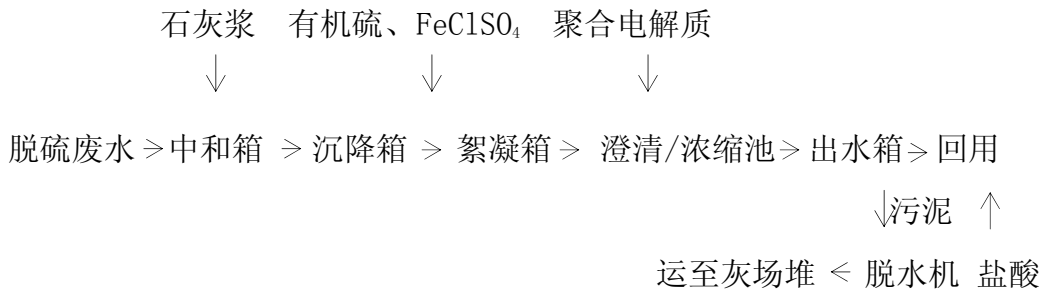 石灰浆 有机硫、FeClSO₄ 聚合电解质
↓ ↓ ↓
脱硫废水 > 中和箱 > 沉降箱 > 絮凝箱 > 澄清/浓缩池 > 出水箱 > 回用
↓污泥 ↑
运至灰场堆 < 脱水机 盐酸